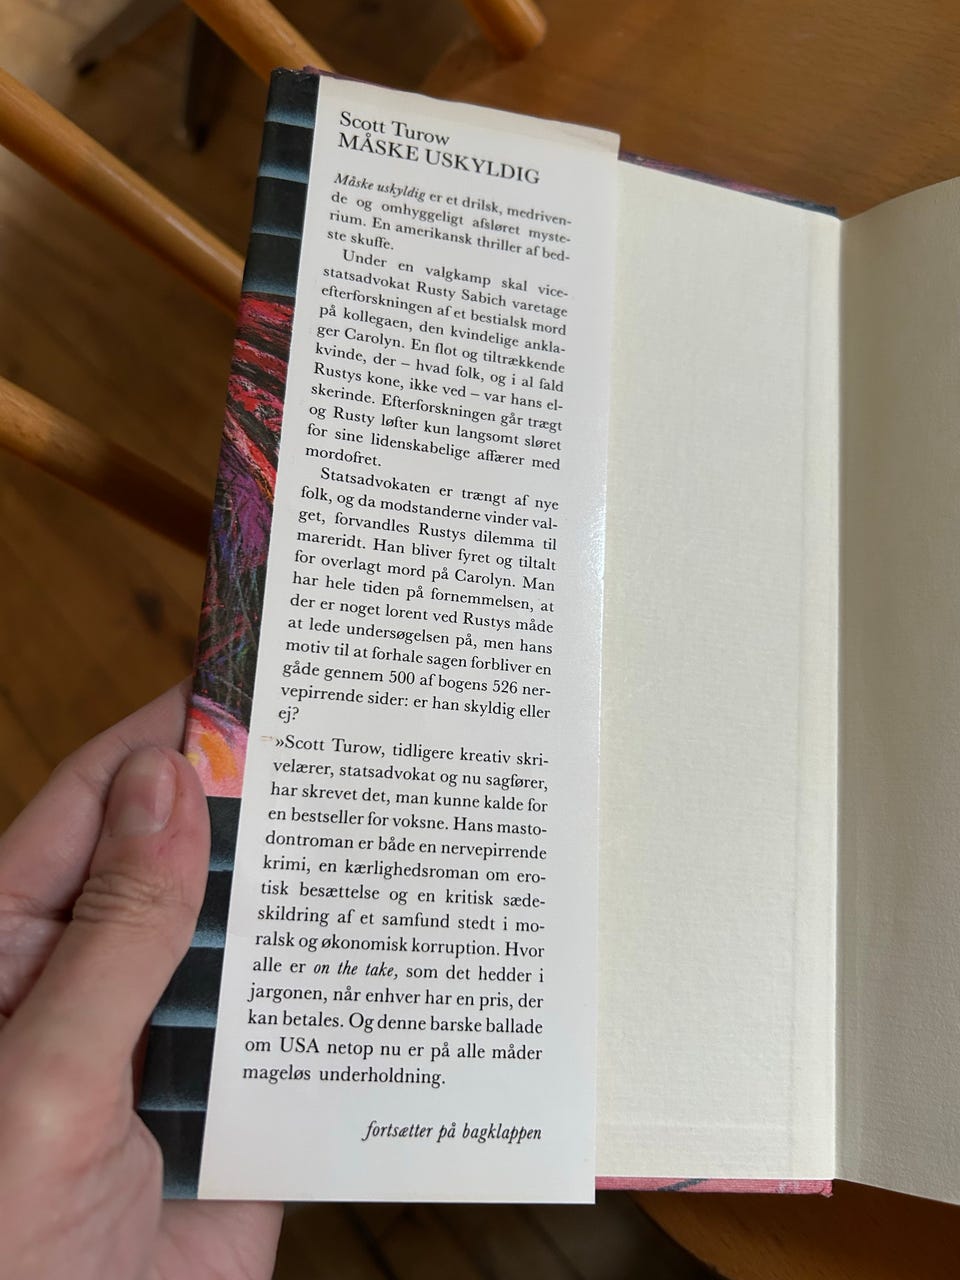 Scott Turow
MÅSKE USKYLDIG
Måske uskyldig er et drilsk, medriven-
de og omhyggeligt afsløret myste-
rium. En amerikansk thriller af bed-
ste skuffe.
Under en valgkamp skal vice-
statsadvokat Rusty Sabich varetage
efterforskningen af et bestialsk mord
på kollegaen, den kvindelige ankla-
ger Carolyn. En flot og tiltrækkende
kvinde, der – hvad folk, og i al fald
Rustys kone, ikke ved – var hans el-
skerinde. Efterforskningen går trægt
og Rusty løfter kun langsomt sløret
for sine lidenskabelige affærer med
mordofret.
Statsadvokaten er trængt af nye
folk, og da modstanderne vinder val-
get, forvandles Rustys dilemma til
mareridt. Han bliver fyret og tiltalt
for overlagt mord på Carolyn. Man
har hele tiden på fornemmelsen, at
der er noget lorent ved Rustys måde
at lede undersøgelsen på, men hans
motiv til at forhale sagen forbliver en
gåde gennem 500 af bogens 526 ner-
vepirrende sider: er han skyldig eller
ej?
»Scott Turow, tidligere kreativ skri-
velærer, statsadvokat og nu sagfører,
har skrevet det, man kunne kalde for
en bestseller for voksne. Hans masto-
dontroman er både en nervepirrende
krimi, en kærlighedsroman om ero-
tisk besættelse og en kritisk sæde-
skildring af et samfund stedt i mo-
ralsk og økonomisk korruption. Hvor
alle er on the take, som det hedder i
jargonen, når enhver har en pris, der
kan betales. Og denne barske ballade
om USA netop nu er på alle måder
mageløs underholdning.
fortsætter på bagklappen